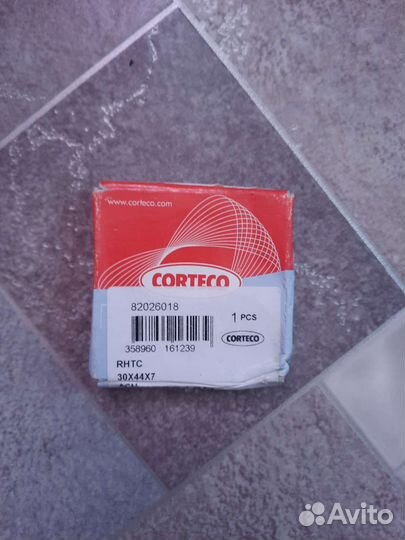 www.corteco.com
CORTECO
82026018
1 PCS
358960 161239
CORTECO
RHTC
30X44X7
Avito